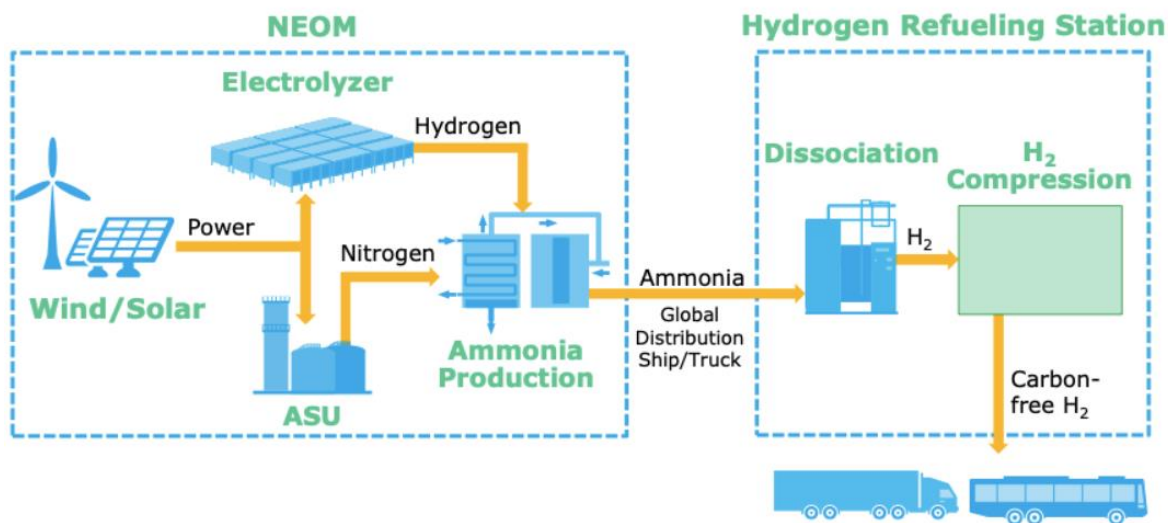 NEOM
Hydrogen Refueling Station
Electrolyzer
Hydrogen
Dissociation
H₂
Compression
Power
Nitrogen
H₂
Wind/Solar
Ammonia
Global
Distribution
Ship/Truck
Ammonia
Production
ASU
Carbon-
free H₂